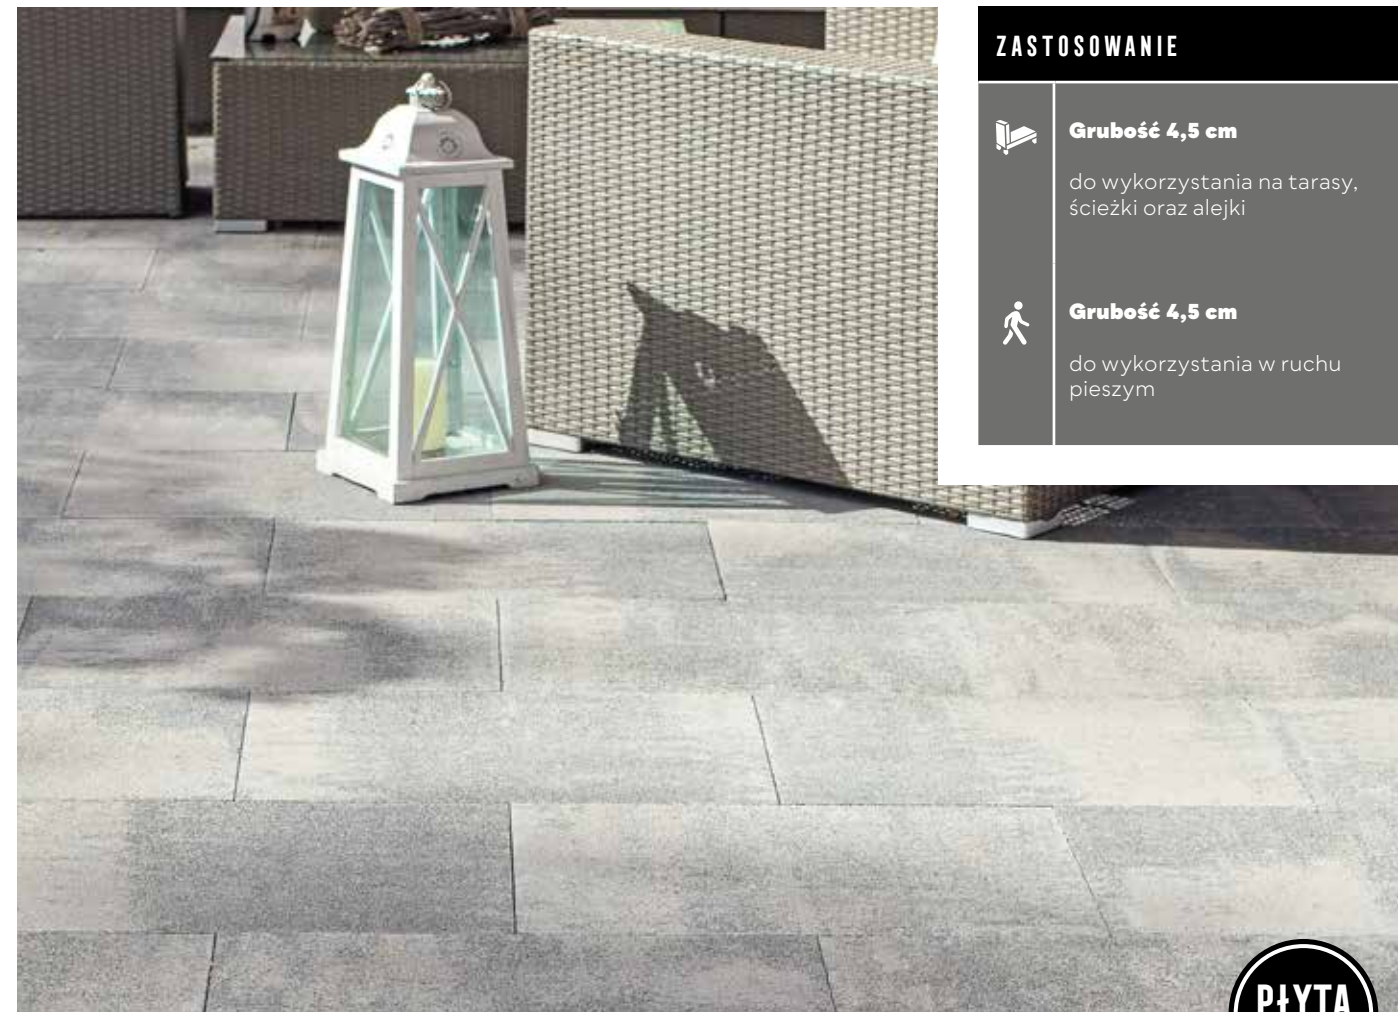 ZASTOSOWANIE
Grubość 4,5 cm
do wykorzystania na tarasy,
ścieżki oraz alejki
Grubość 4,5 cm
do wykorzystania w ruchu
pieszym
PŁYTA